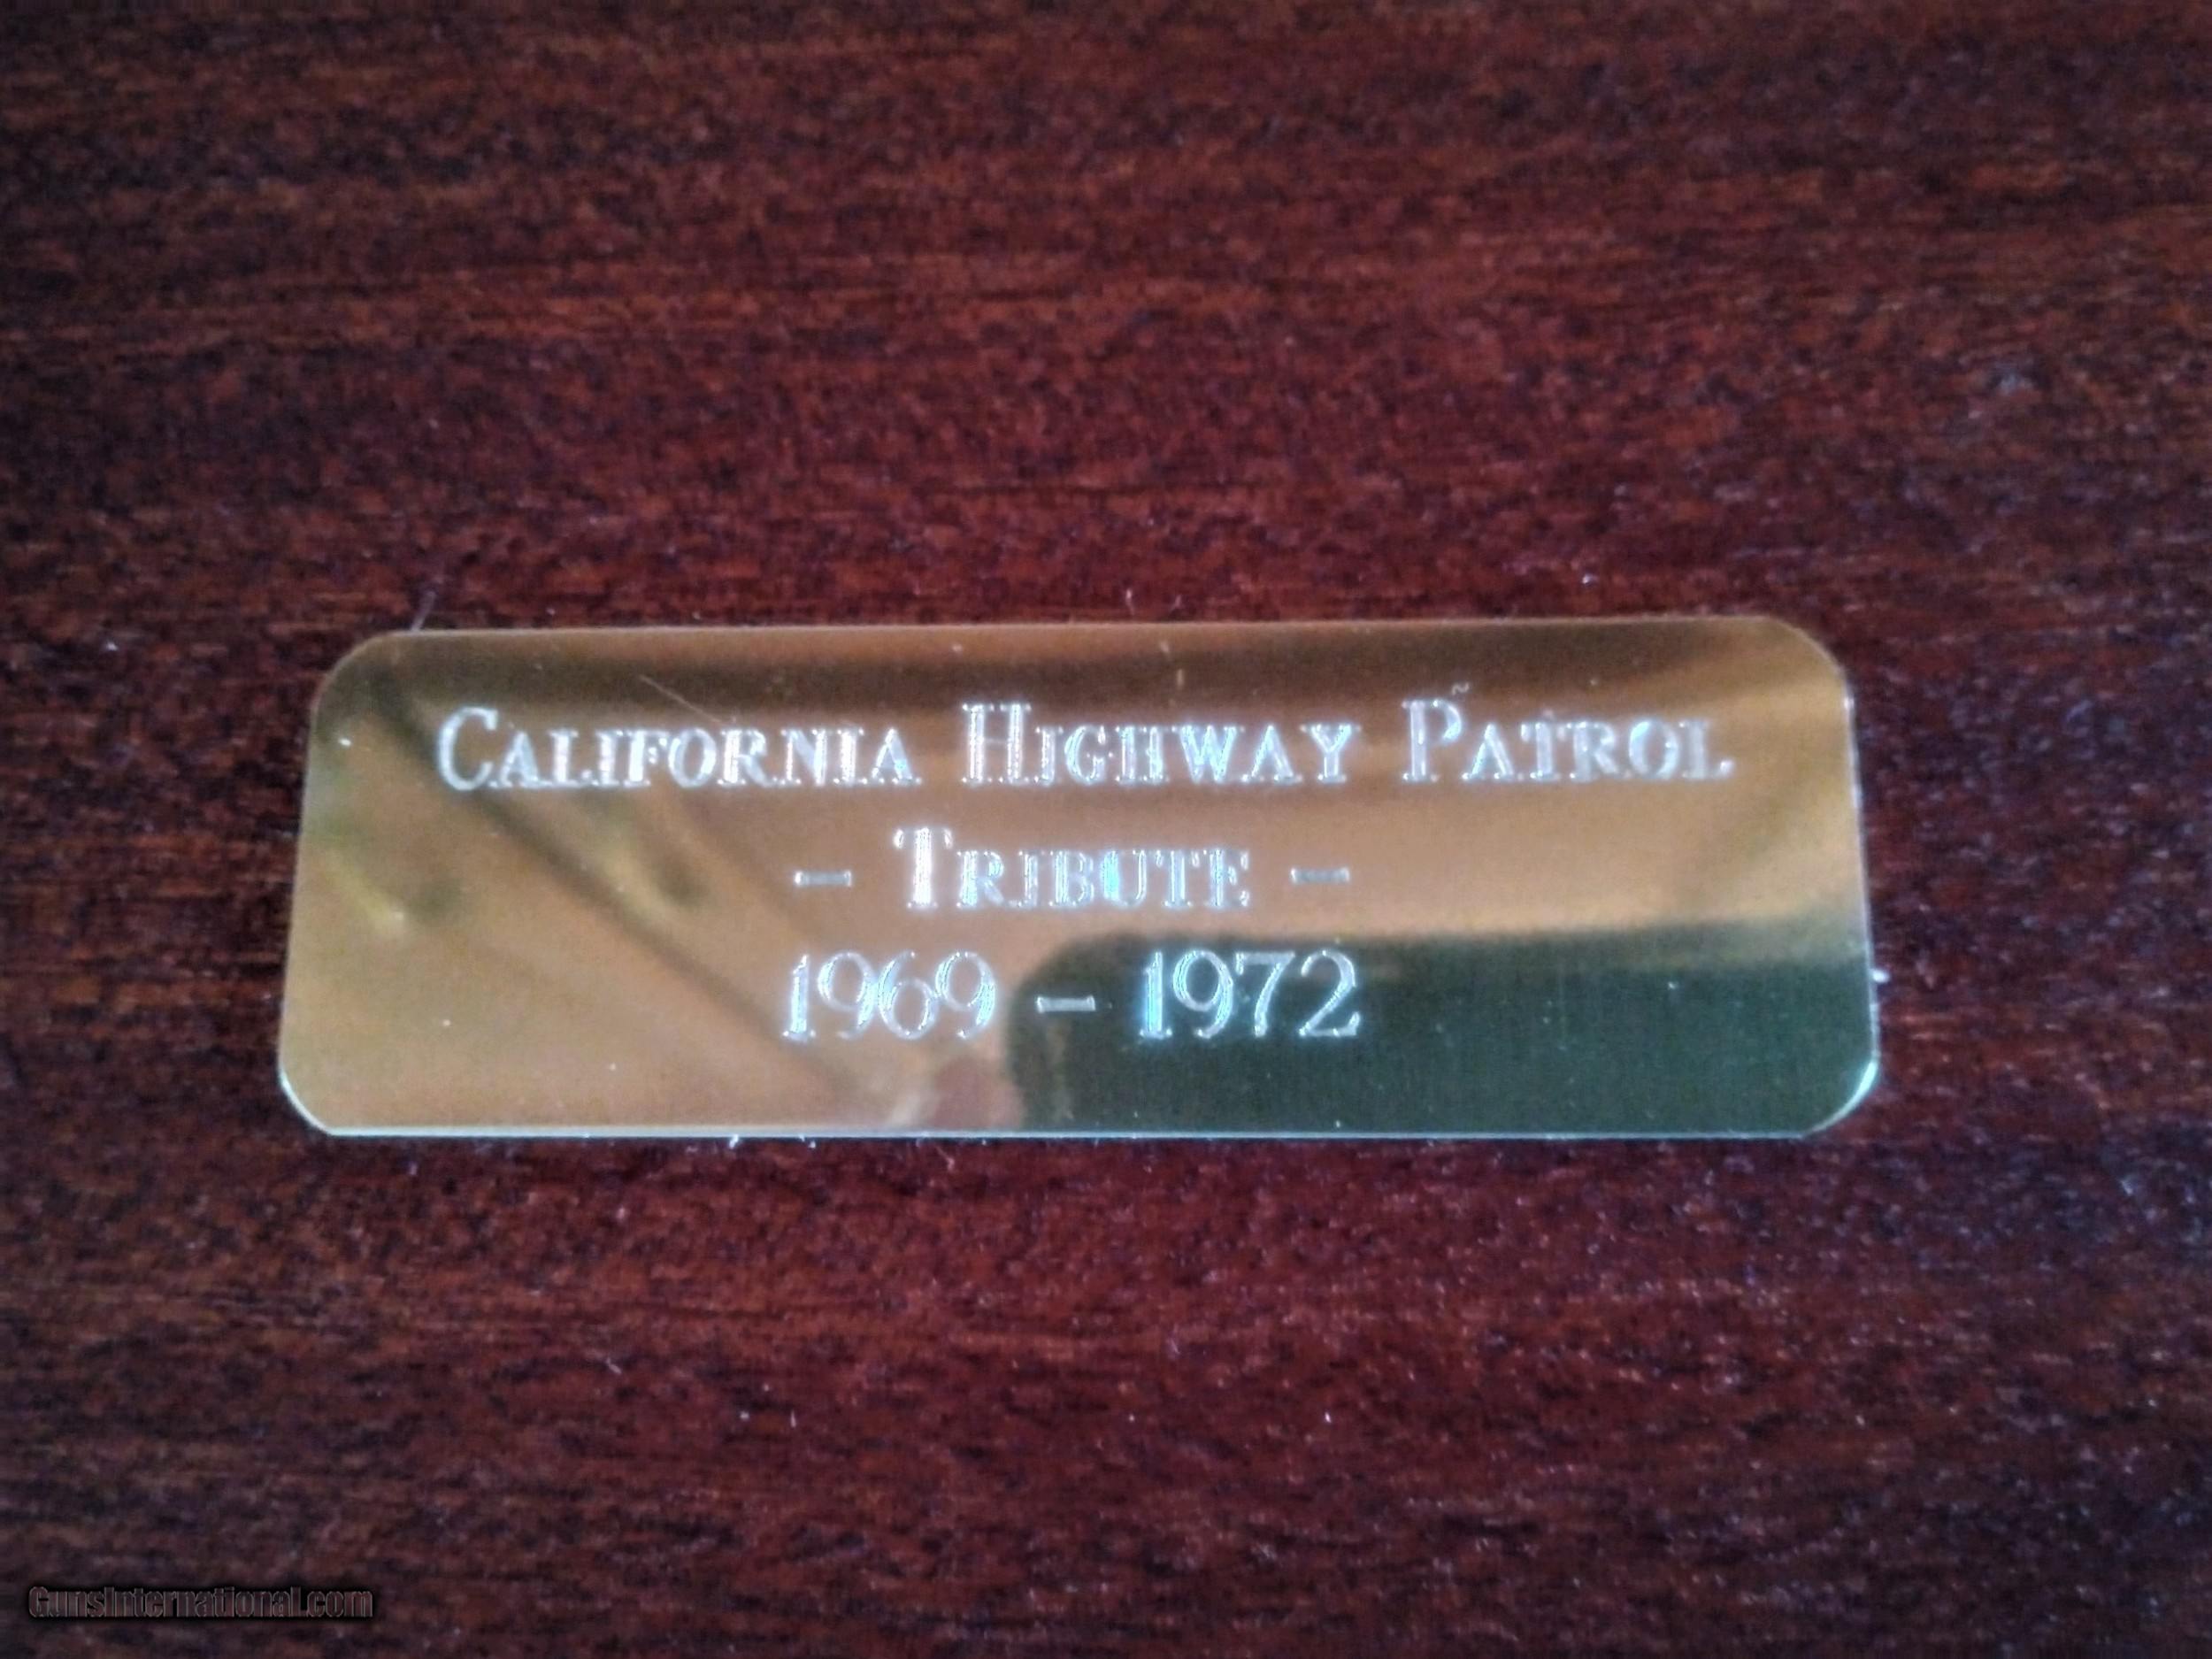 California Highway Patrol
– Tribute –
1969 – 1972
GunsInternational.com